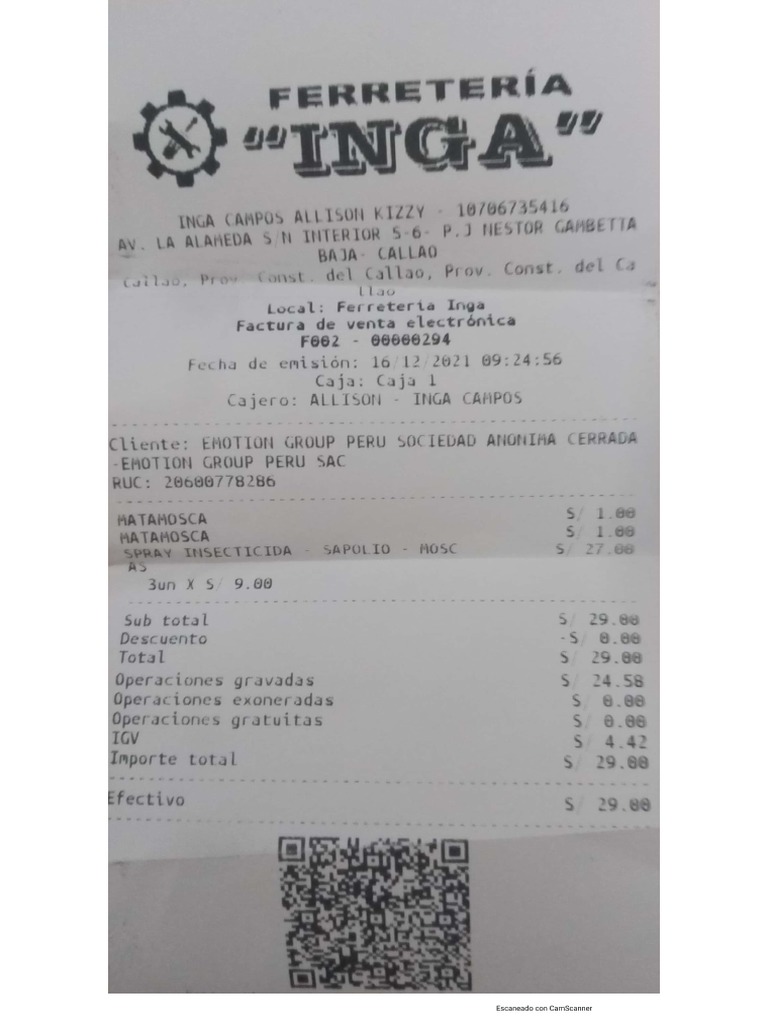 FERRETERÍA
"INGA"
INGA CAMPOS ALLISON KIZZY - 10706735416
AV. LA ALAMEDA S/N INTERIOR S-6- P.J NESTOR GAMBETTA
BAJA- CALLAO
Callao, Prov. Const. del Callao, Prov. Const. del Ca
llao
Local: Ferreteria Inga
Factura de venta electrónica
F002 - 00000294
Fecha de emisión: 16/12/2021 09:24:56
Caja: Caja 1
Cajero: ALLISON - INGA CAMPOS
Cliente: EMOTION GROUP PERU SOCIEDAD ANONIMA CERRADA
-EMOTION GROUP PERU SAC
RUC: 20600778286
MATAMOSCA S/ 1.00
MATAMOSCA S/ 1.00
SPRAY INSECTICIDA - SAPOLIO - MOSC S/ 27.00
AS
3un X S/ 9.00
Sub total S/ 29.00
Descuento -S/ 0.00
Total S/ 29.00
Operaciones gravadas S/ 24.58
Operaciones exoneradas S/ 0.00
Operaciones gratuitas S/ 0.00
IGV S/ 4.42
Importe total S/ 29.00
Efectivo S/ 29.00
Escaneado con CamScanner